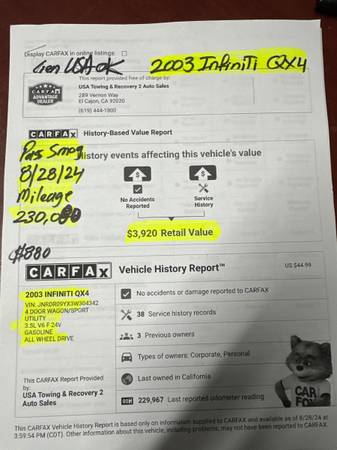 Display CARFAX in online listings:
Lien USA OK
2003 Infiniti QX4
This report provided free of charge by:
USA Towing & Recovery 2 Auto Sales
289 Vernon Way
El Cajon, CA 92020
(619) 444-1800
CARFAX
ADVANTAGE
DEALER
CARFAX History-Based Value Report
Pass Smog
History events affecting this vehicle's value
8/28/24
Mileage
230,000
No Accidents
Reported
Service
History
$3,920 Retail Value
$880
CARFAX Vehicle History Report™
US $44.99
2003 INFINITI QX4
4 DOOR WAGON/SPORT
UTILITY
3.5L V6 F 24V
GASOLINE
ALL WHEEL DRIVE
No accidents or damage reported to CARFAX
38 Service history records
3 Previous owners
Types of owners: Corporate, Personal
Last owned in California
229,967 Last reported odometer reading
This CARFAX Report Provided
by:
USA Towing & Recovery 2
Auto Sales
CAR
FOX
This CARFAX Vehicle History Report is based only on information supplied to CARFAX and available as of 8/28/24 at
3:59:54 PM (CDT). Other information about this vehicle, including problems, may not have been reported to CARFAX.